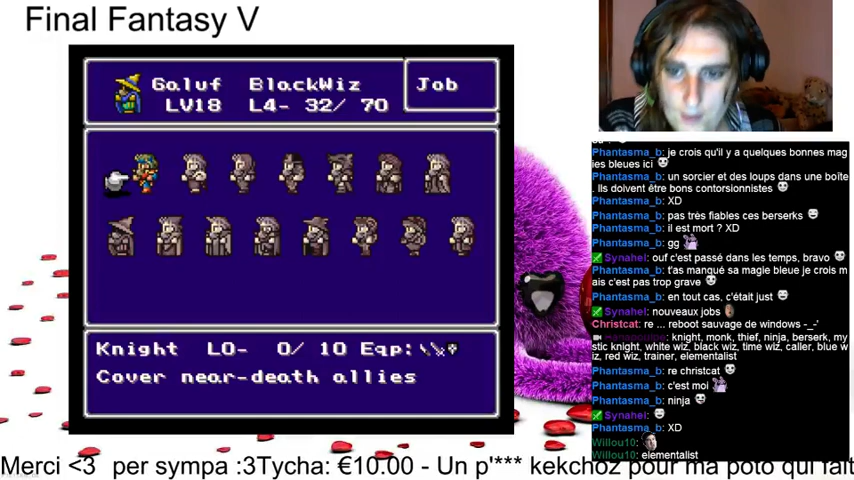 Final Fantasy V
Galuf BlackWiz
Job
LV18 L4- 32/ 70
Knight L0- 0/ 10 Eqp:
Cover near-death allies
Phantasma_b: je crois qu'il y a quelques bonnes mag
ies bleues ici
Phantasma_b: un sorcier et des loups dans une boîte
. Ils doivent être bons contorsionnistes
Phantasma_b: XD
Phantasma_b: pas très fiables ces berserks
Phantasma_b: il est mort ? XD
Phantasma_b: gg
Synahel: ouf c'est passé dans les temps, bravo
Phantasma_b: t'as manqué sa magie bleue je crois m
ais c'est pas trop grave
Phantasma_b: en tout cas, c'était just
Synahel: nouveaux jobs
Christcat: re ... reboot sauvage de windows -_-'
knight, monk, thief, ninja, berserk, my
stic knight, white wiz, black wiz, time wiz, caller, blue w
iz, red wiz, trainer, elementalist
Phantasma_b: re christcat
Phantasma_b: c'est moi
Phantasma_b: ninja
Synahel:
Phantasma_b: XD
Willou10:
Willou10: elementalist
Merci <3 per sympa :3Tycha: €10.00 - Un p'*** kekchoz pour ma poto qui fait